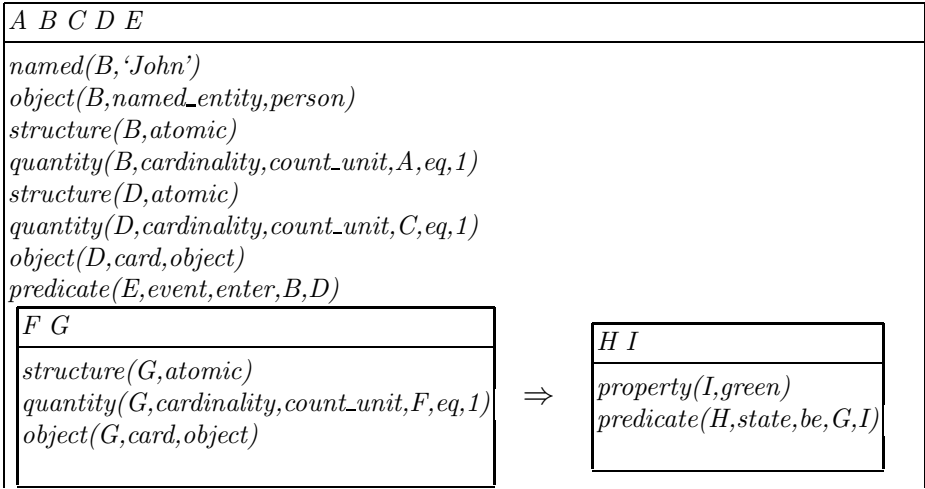 A B C D E
named(B,‘John’)
object(B,named_entity,person)
structure(B,atomic)
quantity(B,cardinality,count_unit,A,eq,1)
structure(D,atomic)
quantity(D,cardinality,count_unit,C,eq,1)
object(D,card,object)
predicate(E,event,enter,B,D)
F G
structure(G,atomic)
quantity(G,cardinality,count_unit,F,eq,1)
object(G,card,object)
⇒
H I
property(I,green)
predicate(H,state,be,G,I)